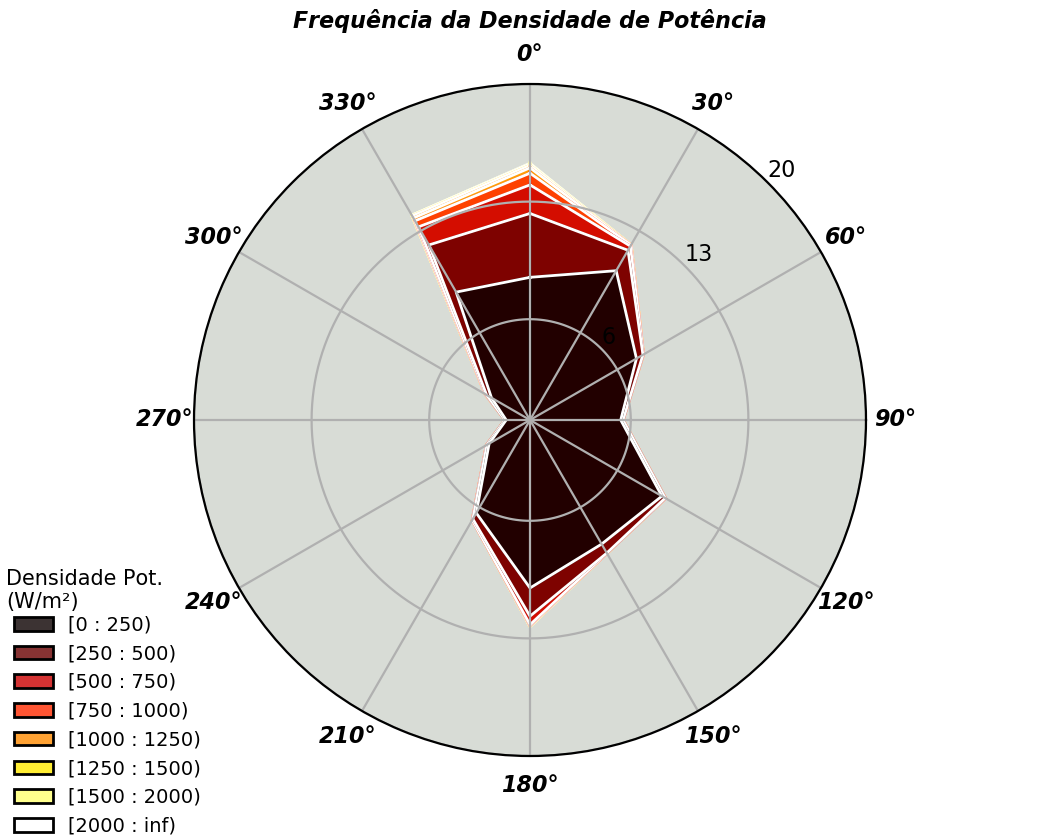 Frequência da Densidade de Potência
0°
330°
30°
20
300°
60°
13
6
270°
90°
240°
120°
210°
150°
180°
Densidade Pot.
(W/m²)
[0 : 250)
[250 : 500)
[500 : 750)
[750 : 1000)
[1000 : 1250)
[1250 : 1500)
[1500 : 2000)
[2000 : inf)